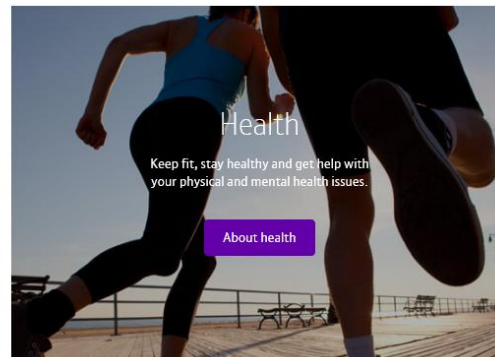 Health
Keep fit, stay healthy and get help with
your physical and mental health issues.
About health